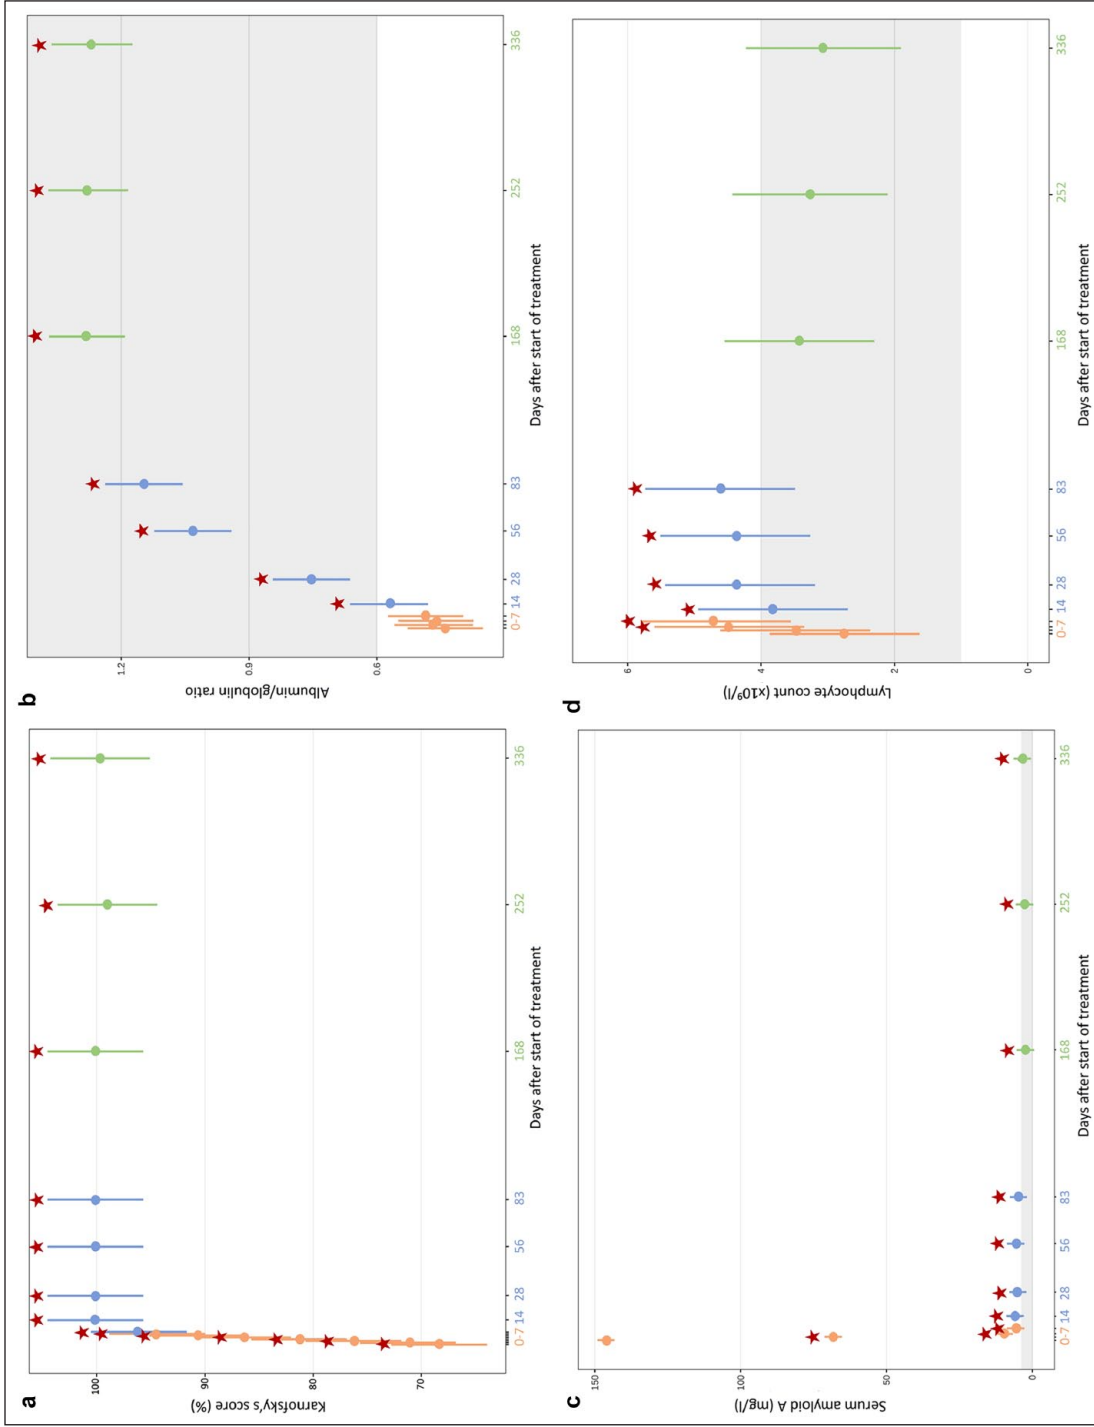 a
Karnofsky's score (%)
100
90
80
70
0-7 14 28 56 83 168 252 336
Days after start of treatment
b
Albumin/globulin ratio
1.2
0.9
0.6
0-7 14 28 56 83 168 252 336
Days after start of treatment
c
Serum amyloid A (mg/l)
150
100
50
0
0-7 14 28 56 83 168 252 336
Days after start of treatment
d
Lymphocyte count (x10⁹/l)
6
4
2
0
0-7 14 28 56 83 168 252 336
Days after start of treatment